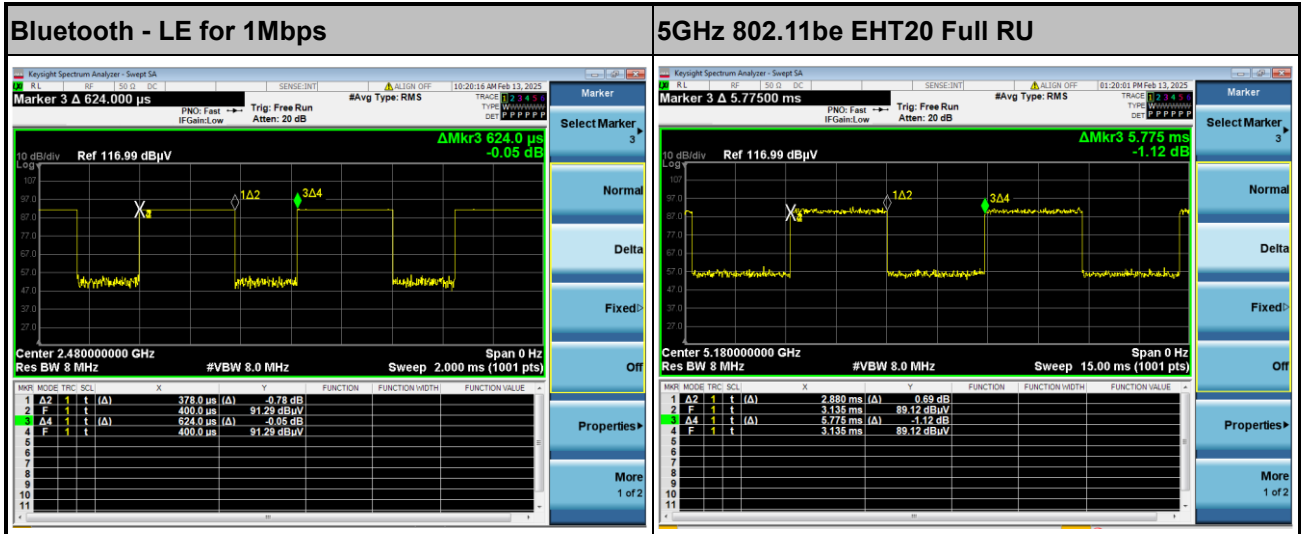 Bluetooth - LE for 1Mbps
Keysight Spectrum Analyzer - Swept SA
RL RF 50 Ω DC SENSE:INT ALIGN OFF 10:20:16 AM Feb 13, 2025
Marker 3 Δ 624.000 µs
PNO: Fast
IFGain:Low
Trig: Free Run
Atten: 20 dB
#Avg Type: RMS
TRACE 1 2 3 4 5 6
TYPE W
DET P P P P P P
ΔMkr3 624.0 µs
-0.05 dB
10 dB/div Ref 116.99 dBµV
Log
107
97.0
87.0
77.0
67.0
57.0
47.0
37.0
27.0
X
1Δ2
3Δ4
Center 2.480000000 GHz Span 0 Hz
Res BW 8 MHz #VBW 8.0 MHz Sweep 2.000 ms (1001 pts)
MKR MODE TRC SCL X Y FUNCTION FUNCTION WIDTH FUNCTION VALUE
1 Δ2 1 t (Δ) 378.0 µs (Δ) -0.78 dB
2 F 1 t 400.0 µs 91.29 dBµV
3 Δ4 1 t (Δ) 624.0 µs (Δ) -0.05 dB
4 F 1 t 400.0 µs 91.29 dBµV
5
6
7
8
9
10
11
Marker
Select Marker
3
Normal
Delta
Fixed
Off
Properties
More
1 of 2
5GHz 802.11be EHT20 Full RU
Keysight Spectrum Analyzer - Swept SA
RL RF 50 Ω DC SENSE:INT ALIGN OFF 01:20:01 PM Feb 13, 2025
Marker 3 Δ 5.77500 ms
PNO: Fast
IFGain:Low
Trig: Free Run
Atten: 20 dB
#Avg Type: RMS
TRACE 1 2 3 4 5 6
TYPE W
DET P P P P P P
ΔMkr3 5.775 ms
-1.12 dB
10 dB/div Ref 116.99 dBµV
Log
107
97.0
87.0
77.0
67.0
57.0
47.0
37.0
27.0
X
1Δ2
3Δ4
Center 5.180000000 GHz Span 0 Hz
Res BW 8 MHz #VBW 8.0 MHz Sweep 15.00 ms (1001 pts)
MKR MODE TRC SCL X Y FUNCTION FUNCTION WIDTH FUNCTION VALUE
1 Δ2 1 t (Δ) 2.880 ms (Δ) 0.69 dB
2 F 1 t 3.135 ms 89.12 dBµV
3 Δ4 1 t (Δ) 5.775 ms (Δ) -1.12 dB
4 F 1 t 3.135 ms 89.12 dBµV
5
6
7
8
9
10
11
Marker
Select Marker
3
Normal
Delta
Fixed
Off
Properties
More
1 of 2